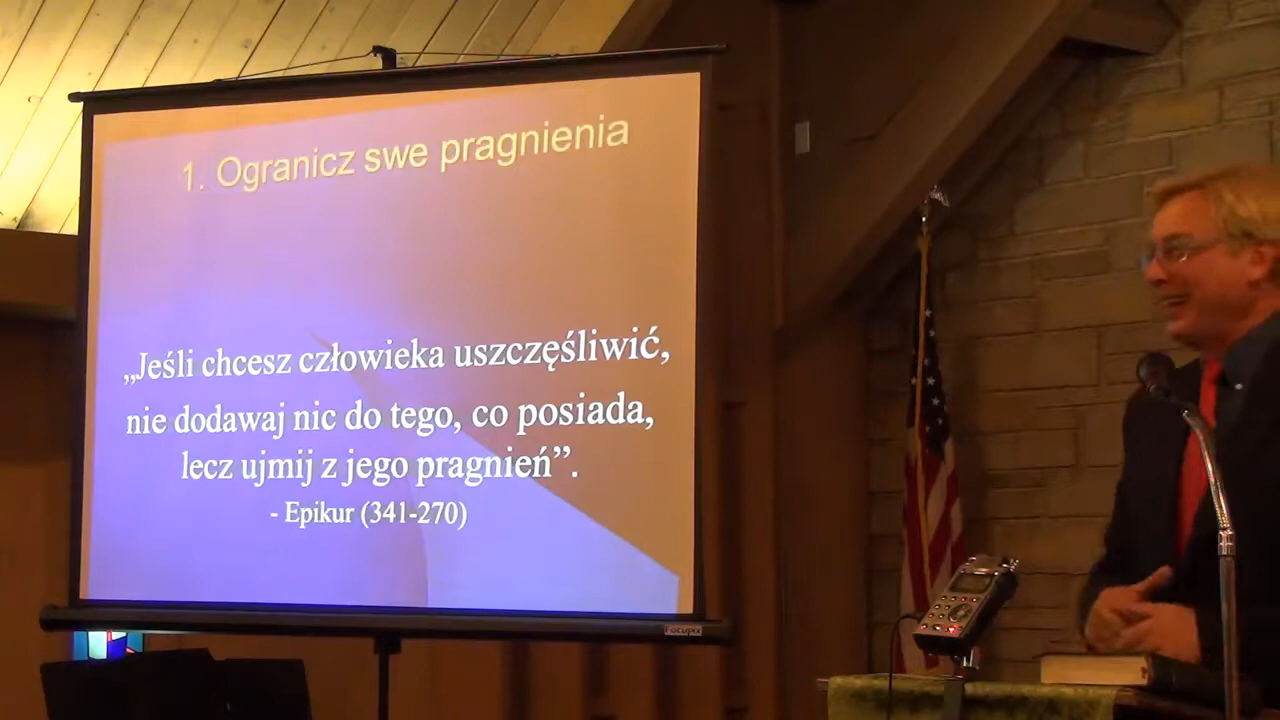 1. Ogranicz swe pragnienia
„Jeśli chcesz człowieka uszczęśliwić,
nie dodawaj nic do tego, co posiada,
lecz ujmij z jego pragnień”.
- Epikur (341-270)
Focupix